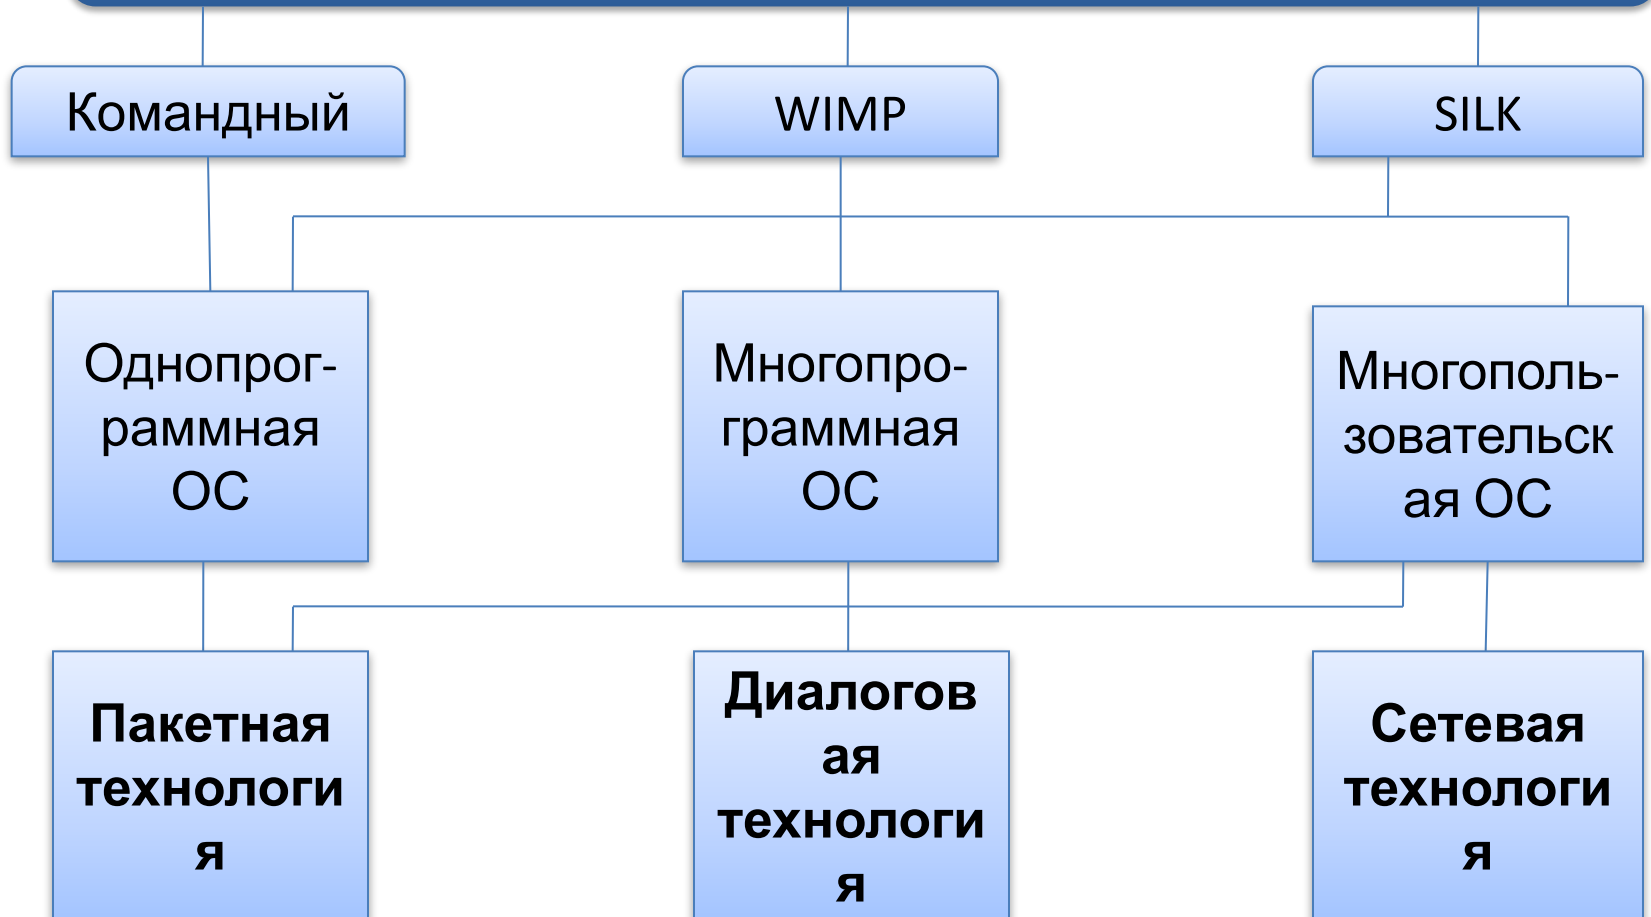 Командный
WIMP
SILK
Однопрог-
раммная
ОС
Многопро-
граммная
ОС
Многополь-
зовательск
ая ОС
Пакетная
технологи
я
Диалогов
ая
технологи
я
Сетевая
технологи
я